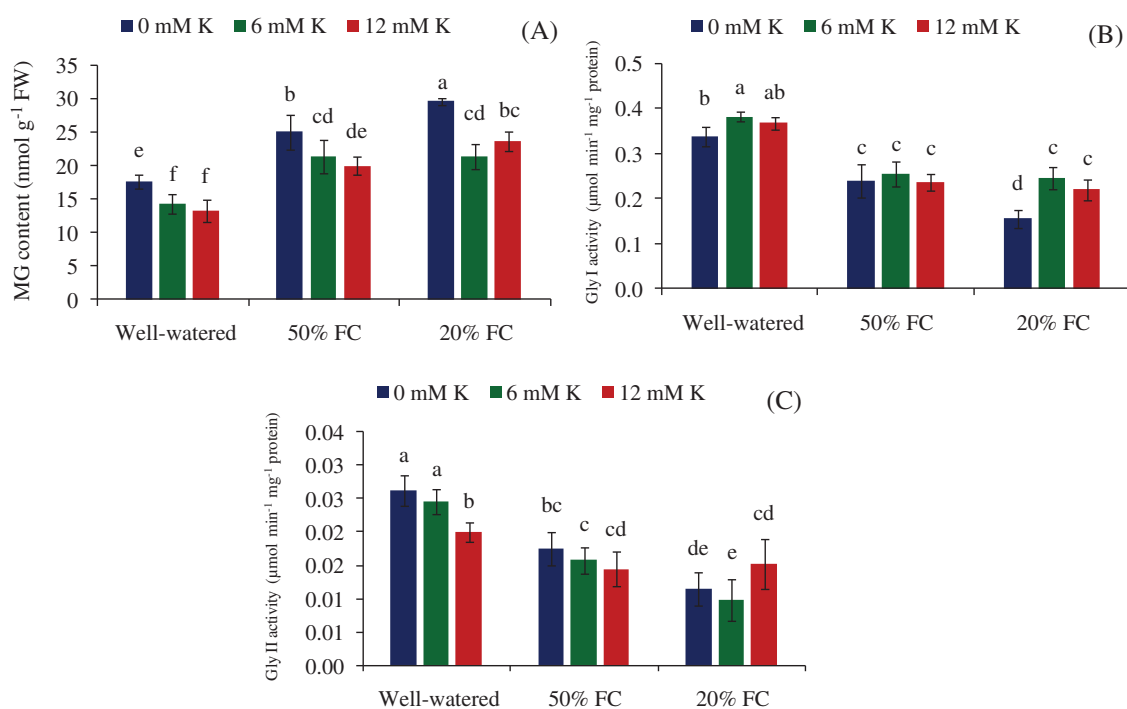 0 mM K 6 mM K 12 mM K (A)
MG content (nmol g-1 FW)
35
30
25
20
15
10
5
0
e f f b cd de a cd bc
Well-watered 50% FC 20% FC
0 mM K 6 mM K 12 mM K (B)
Gly I activity (µmol min-1 mg-1 protein)
0.5
0.4
0.3
0.2
0.1
0.0
b a ab c c c d c c
Well-watered 50% FC 20% FC
0 mM K 6 mM K 12 mM K (C)
Gly II activity (µmol min-1 mg-1 protein)
0.04
0.04
0.03
0.02
0.02
0.01
0.01
0.00
a a b bc c cd de e cd
Well-watered 50% FC 20% FC